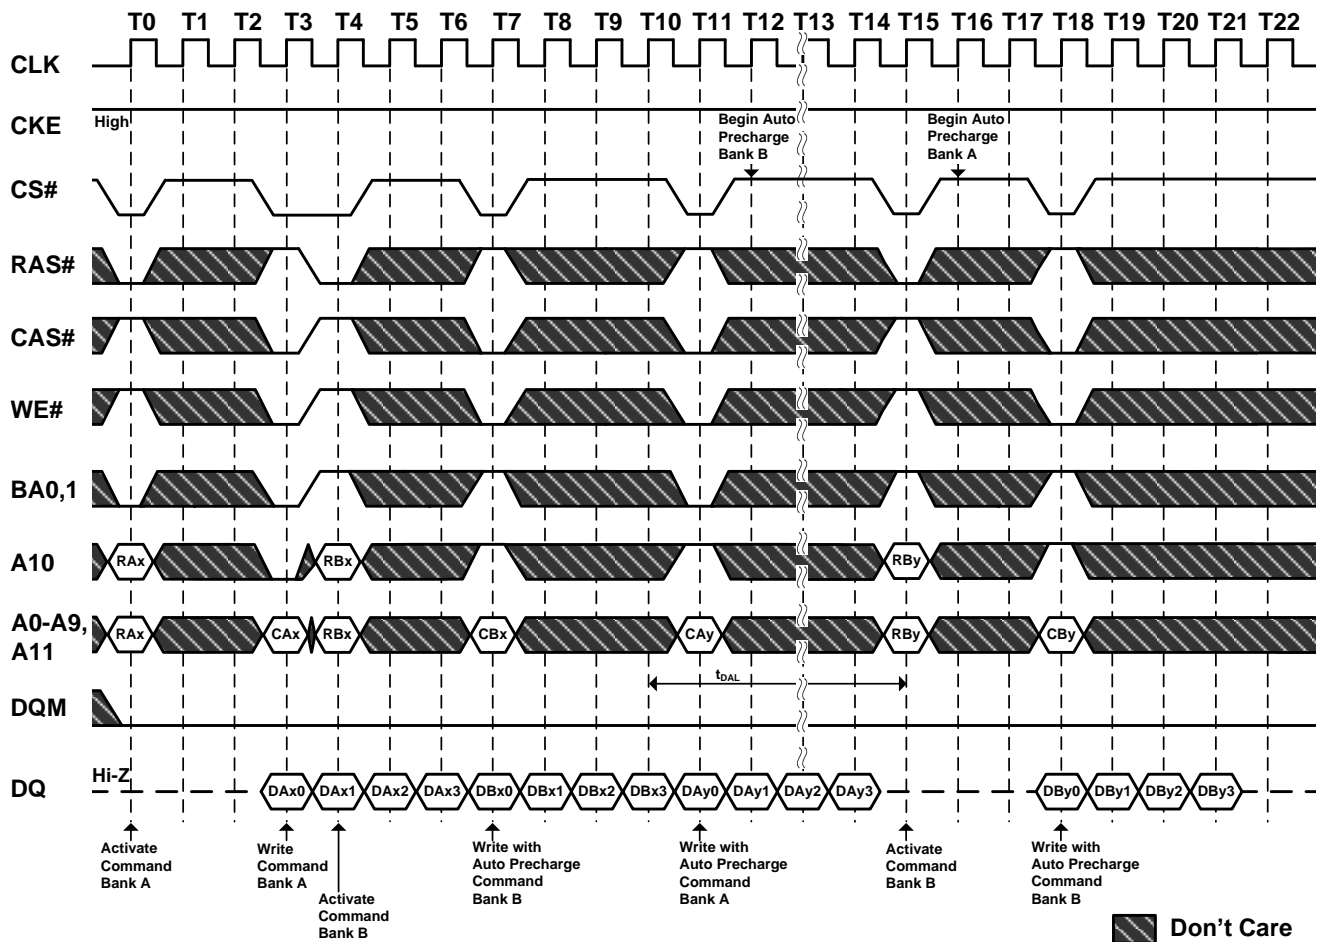 T0 T1 T2 T3 T4 T5 T6 T7 T8 T9 T10 T11 T12 T13 T14 T15 T16 T17 T18 T19 T20 T21 T22
CLK
CKE
High
Begin Auto
Precharge
Bank B
Begin Auto
Precharge
Bank A
CS#
RAS#
CAS#
WE#
BA0,1
A10
RAx RBx RBy
A0-A9,
A11
RAx CAx RBx CBx CAy RBy CBy
tDAL
DQM
Hi-Z
DQ
DAx0 DAx1 DAx2 DAx3 DBx0 DBx1 DBx2 DBx3 DAy0 DAy1 DAy2 DAy3 DBy0 DBy1 DBy2 DBy3
Activate
Command
Bank A
Write
Command
Bank A
Activate
Command
Bank B
Write with
Auto Precharge
Command
Bank B
Write with
Auto Precharge
Command
Bank A
Activate
Command
Bank B
Write with
Auto Precharge
Command
Bank B
Don't Care